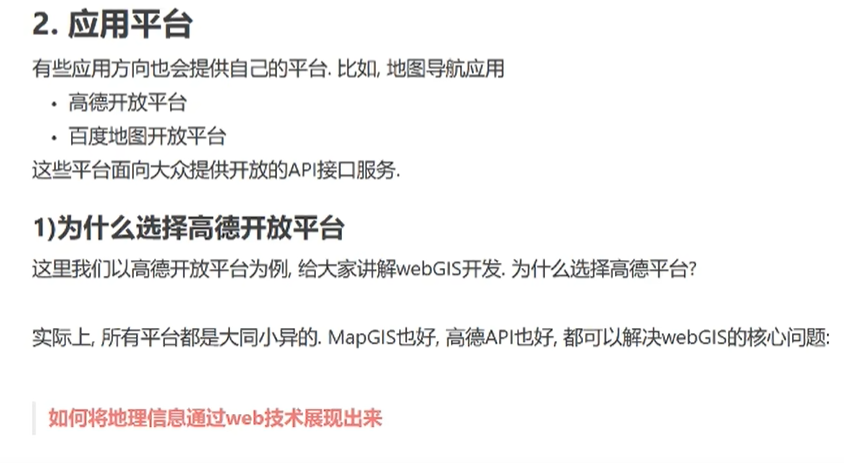 2. 应用平台
有些应用方向也会提供自己的平台. 比如, 地图导航应用
• 高德开放平台
• 百度地图开放平台
这些平台面向大众提供开放的API接口服务.
1)为什么选择高德开放平台
这里我们以高德开放平台为例, 给大家讲解webGIS开发. 为什么选择高德平台?
实际上, 所有平台都是大同小异的. MapGIS也好, 高德API也好, 都可以解决webGIS的核心问题:
如何将地理信息通过web技术展现出来